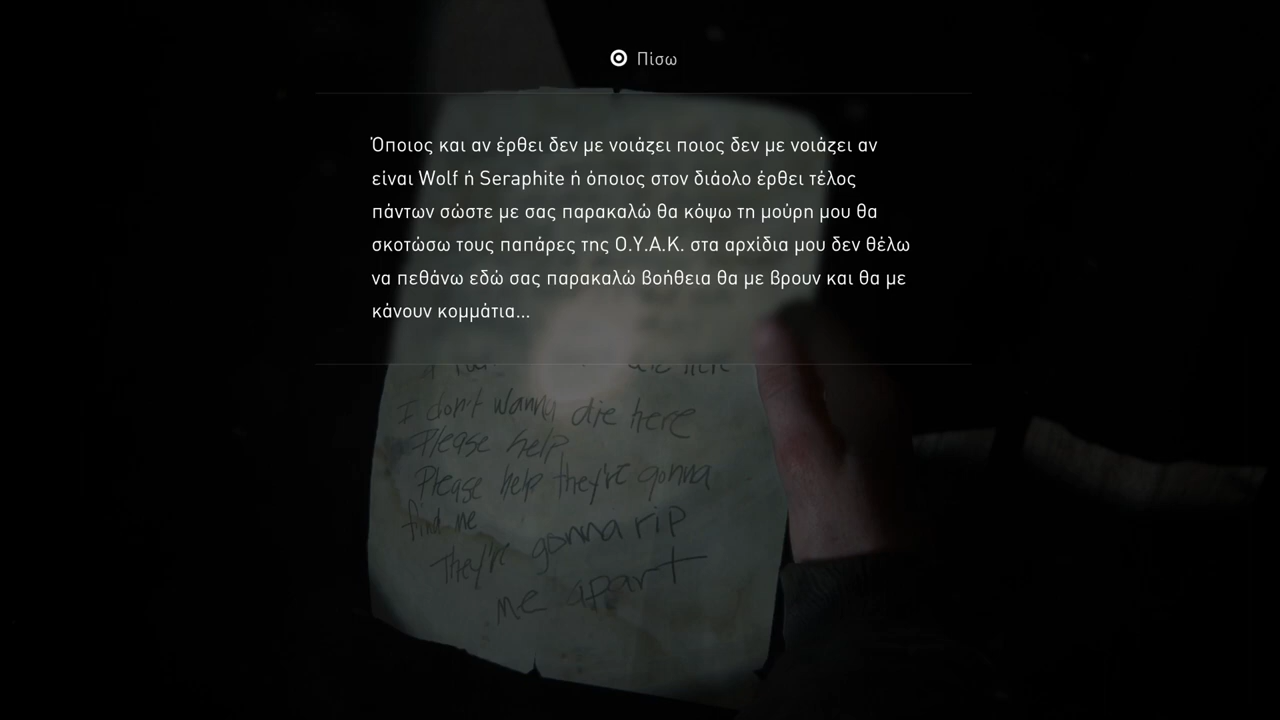 Πίσω
Όποιος και αν έρθει δεν με νοιάζει ποιος δεν με νοιάζει αν
είναι Wolf ή Seraphite ή όποιος στον διάολο έρθει τέλος
πάντων σώστε με σας παρακαλώ θα κόψω τη μούρη μου θα
σκοτώσω τους παπάρες της Ο.Υ.Α.Κ. στα αρχίδια μου δεν θέλω
να πεθάνω εδώ σας παρακαλώ βοήθεια θα με βρουν και θα με
κάνουν κομμάτια...
die here
I don't wanna die here
Please help
Please help they're gonna
find me
They're gonna rip
me apart